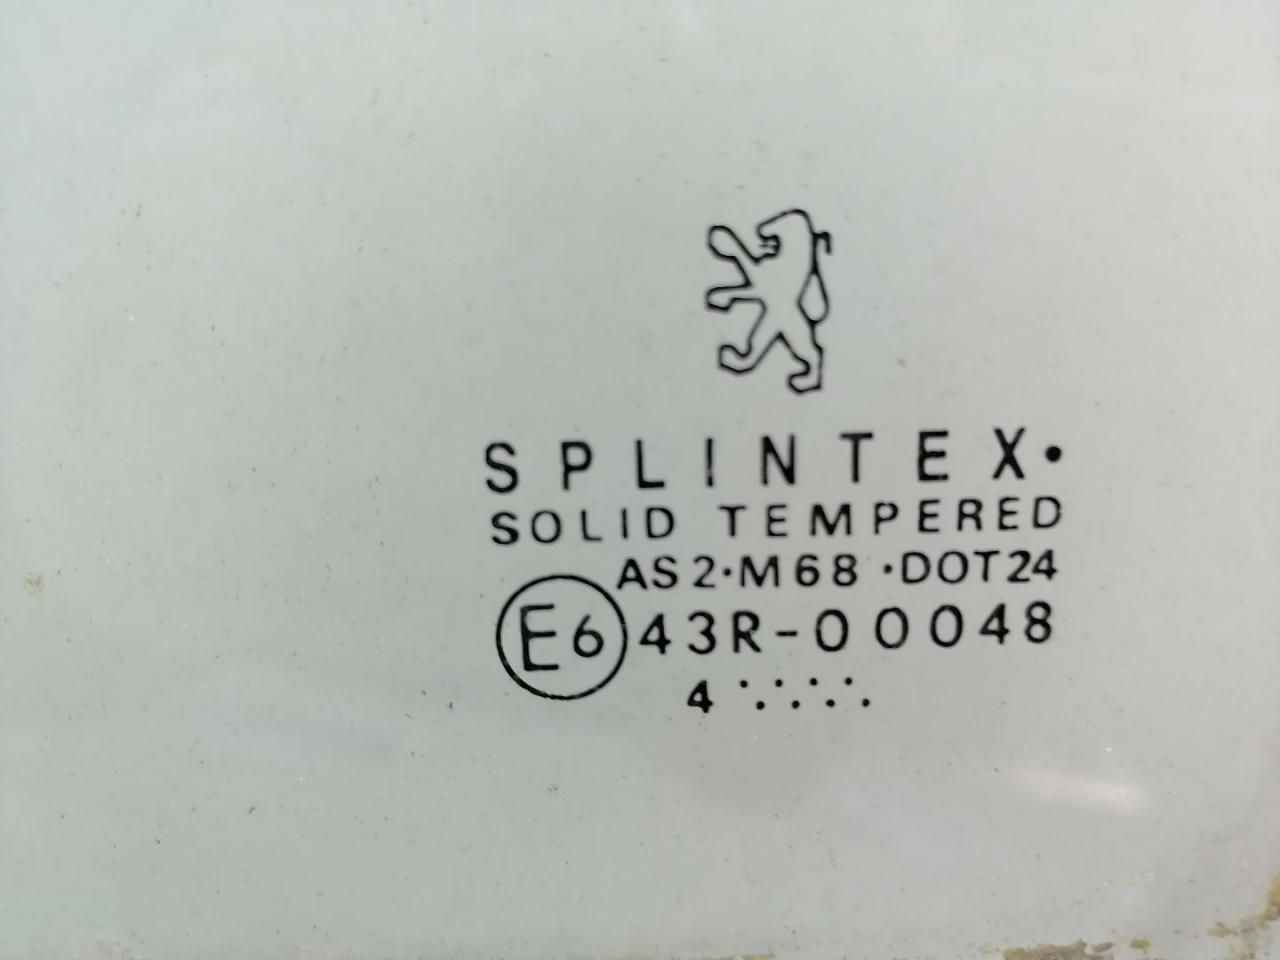 SPLINTEX•
SOLID TEMPERED
AS2•M68 •DOT24
E6 43R-00048
4 ········